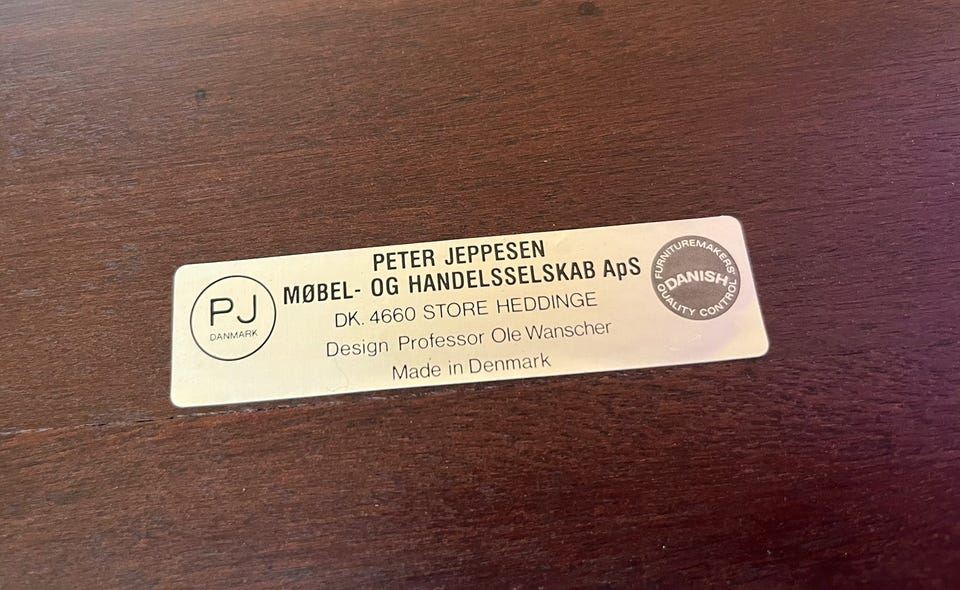 PJ
DANMARK
PETER JEPPESEN
MØBEL- OG HANDELSSELSKAB ApS
DK. 4660 STORE HEDDINGE
Design Professor Ole Wanscher
Made in Denmark
FURNITUREMAKERS'
DANISH
QUALITY CONTROL